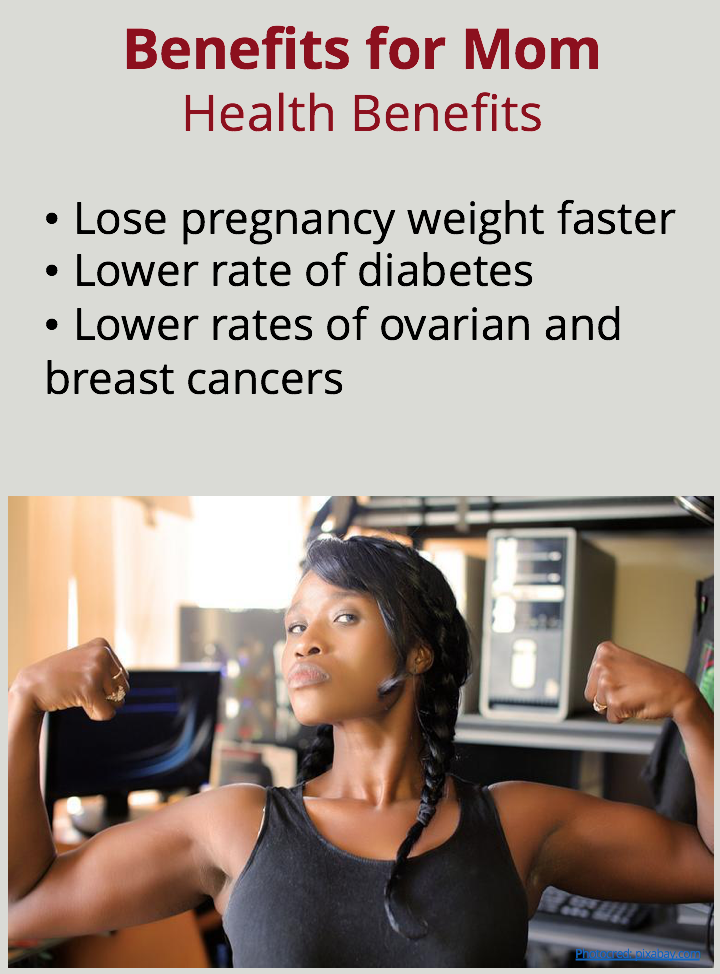 Benefits for Mom
Health Benefits
• Lose pregnancy weight faster
• Lower rate of diabetes
• Lower rates of ovarian and
breast cancers
Photo cred: pixabay.com